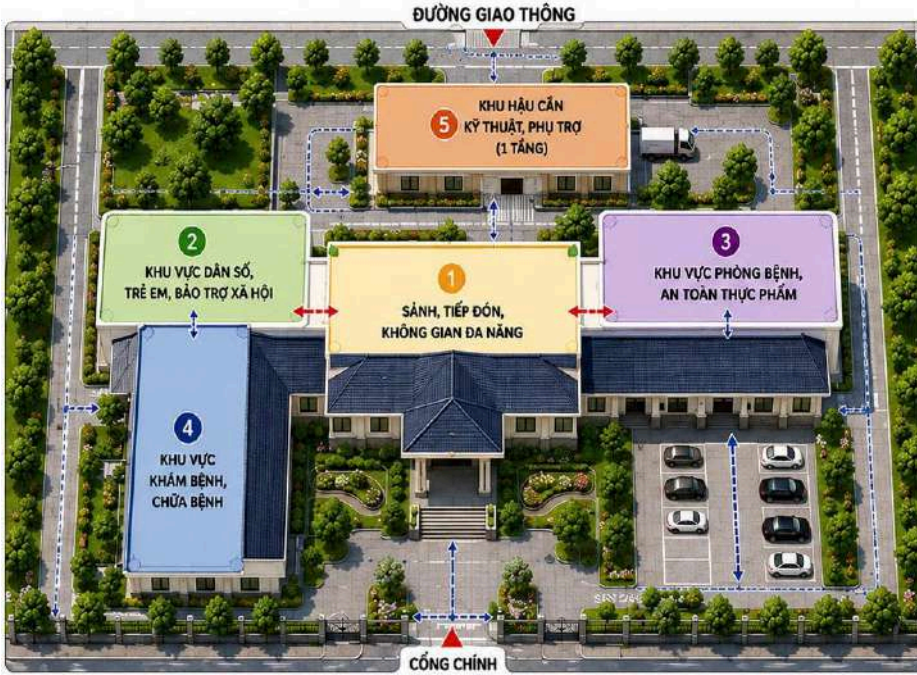 ĐƯỜNG GIAO THÔNG
5
KHU HẬU CẦN
KỸ THUẬT, PHỤ TRỢ
(1 TẦNG)
2
KHU VỰC DÂN SỐ,
TRẺ EM, BẢO TRỢ XÃ HỘI
1
SẢNH, TIẾP ĐÓN,
KHÔNG GIAN ĐA NĂNG
3
KHU VỰC PHÒNG BỆNH,
AN TOÀN THỰC PHẨM
4
KHU VỰC
KHÁM BỆNH,
CHỮA BỆNH
CỔNG CHÍNH